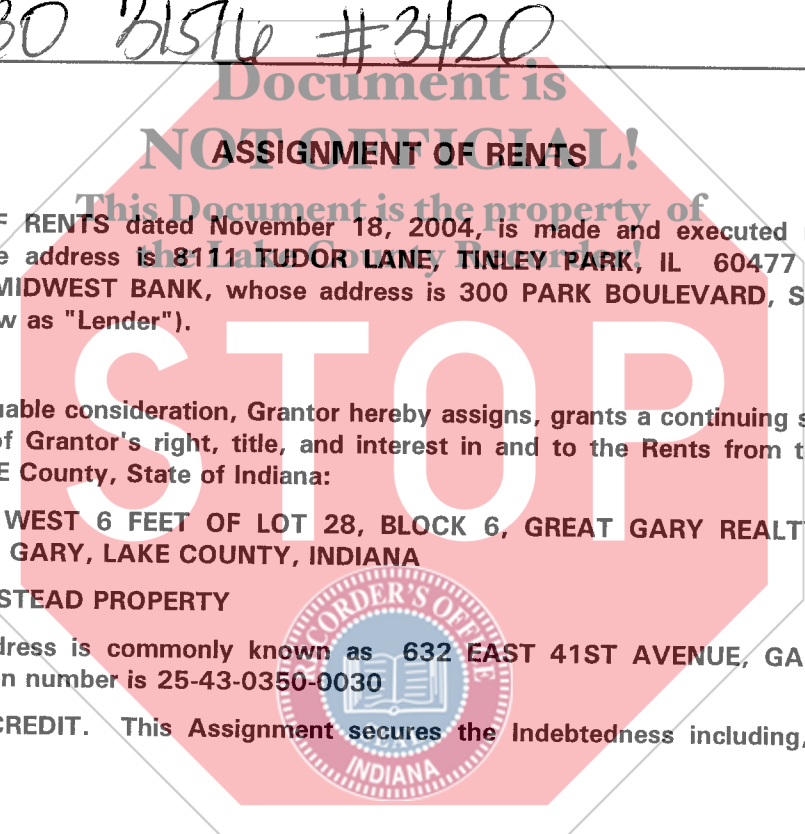 30 31576 #3420
Document is
NOT OFFICIAL!
ASSIGNMENT OF RENTS
This Document is the property of
the Lake County Recorder!
F RENTS dated November 18, 2004, is made and executed
e address is 8111 TUDOR LANE, TINLEY PARK, IL 60477
MIDWEST BANK, whose address is 300 PARK BOULEVARD, S
w as "Lender").
STOP
uable consideration, Grantor hereby assigns, grants a continuing s
of Grantor's right, title, and interest in and to the Rents from t
E County, State of Indiana:
WEST 6 FEET OF LOT 28, BLOCK 6, GREAT GARY REALT
GARY, LAKE COUNTY, INDIANA
STEAD PROPERTY
dress is commonly known as 632 EAST 41ST AVENUE, GA
on number is 25-43-0350-0030
CREDIT. This Assignment secures the Indebtedness including,
RECORDER'S OFFICE
SEAL
INDIANA